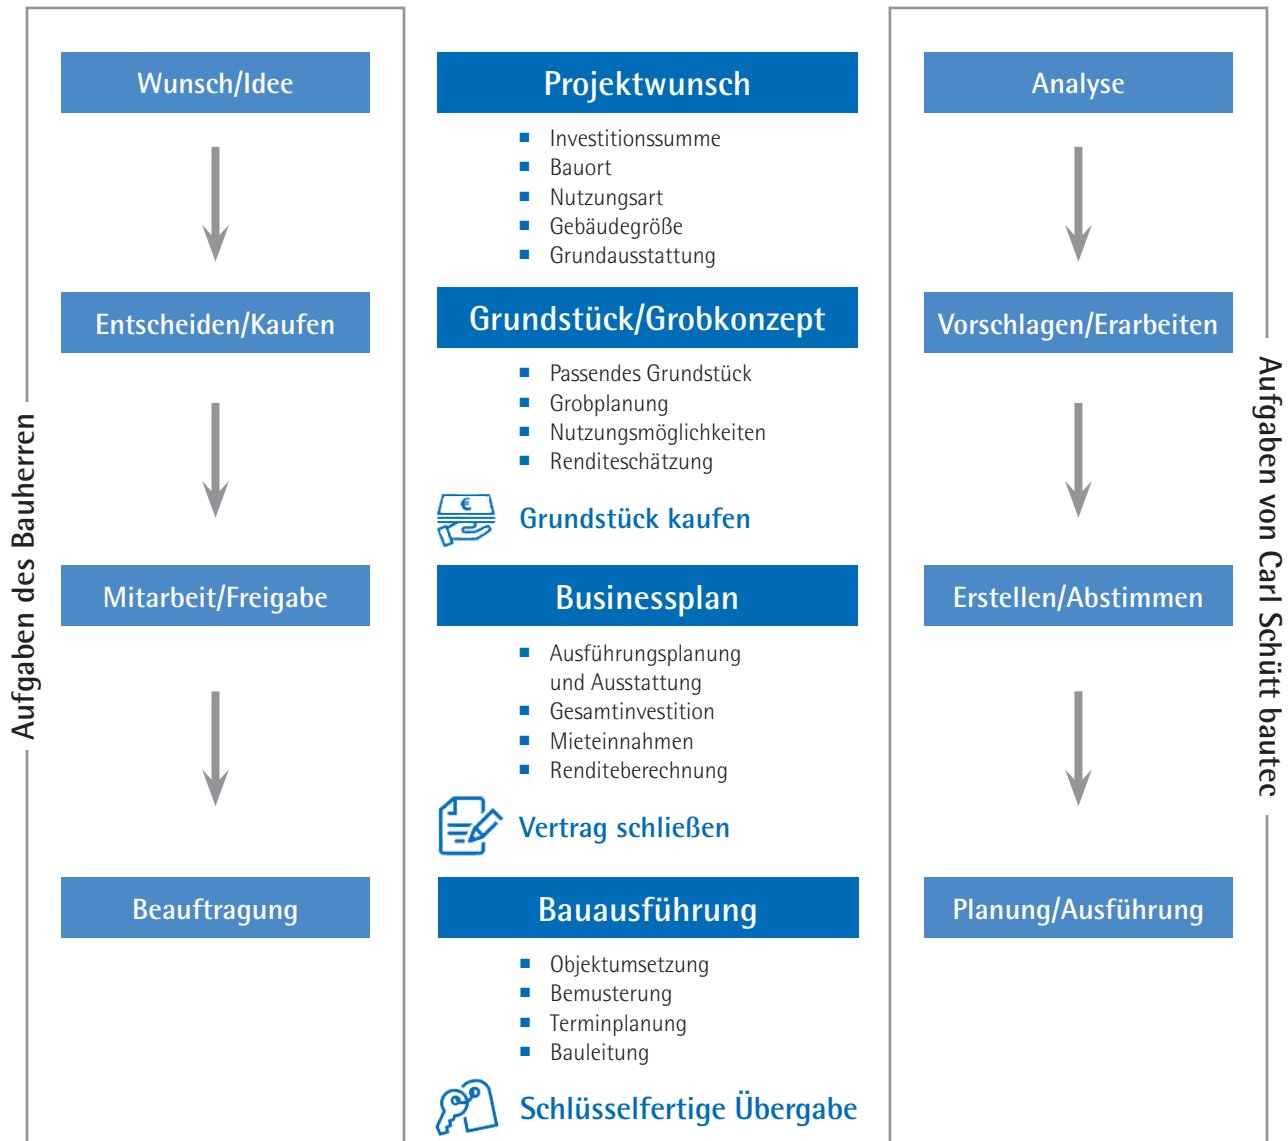 Aufgaben des Bauherren
Wunsch/Idee
Entscheiden/Kaufen
Mitarbeit/Freigabe
Beauftragung
Projektwunsch
Investitionssumme
Bauort
Nutzungsart
Gebäudegröße
Grundausstattung
Grundstück/Grobkonzept
Passendes Grundstück
Grobplanung
Nutzungsmöglichkeiten
Renditeschätzung
€
Grundstück kaufen
Businessplan
Ausführungsplanung
und Ausstattung
Gesamtinvestition
Mieteinnahmen
Renditeberechnung
Vertrag schließen
Bauausführung
Objektumsetzung
Bemusterung
Terminplanung
Bauleitung
Schlüsselfertige Übergabe
Analyse
Vorschlagen/Erarbeiten
Erstellen/Abstimmen
Planung/Ausführung
Aufgaben von Carl Schütt bautec